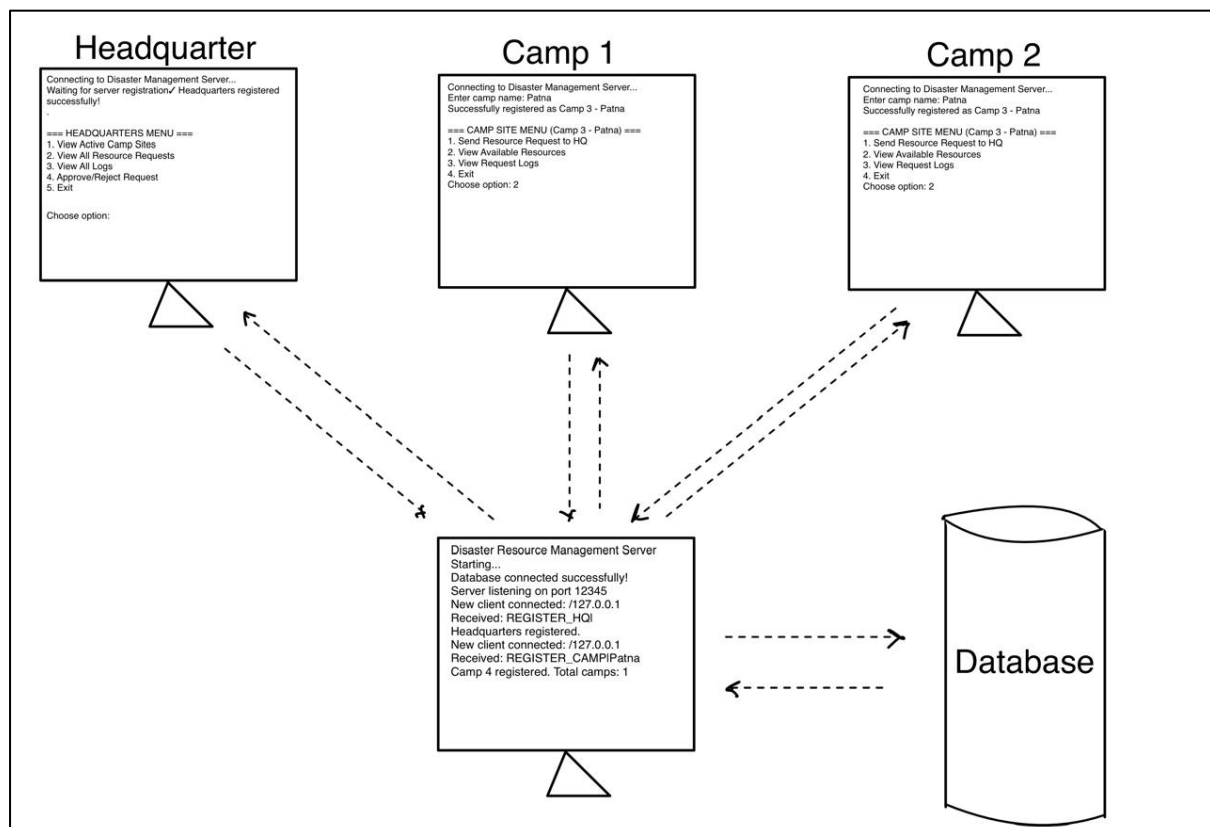 Headquarter
Connecting to Disaster Management Server...
Waiting for server registration✓ Headquarters registered
successfully!
.
=== HEADQUARTERS MENU ===
1. View Active Camp Sites
2. View All Resource Requests
3. View All Logs
4. Approve/Reject Request
5. Exit
Choose option:
Camp 1
Connecting to Disaster Management Server...
Enter camp name: Patna
Successfully registered as Camp 3 - Patna
=== CAMP SITE MENU (Camp 3 - Patna) ===
1. Send Resource Request to HQ
2. View Available Resources
3. View Request Logs
4. Exit
Choose option: 2
Camp 2
Connecting to Disaster Management Server...
Enter camp name: Patna
Successfully registered as Camp 3 - Patna
=== CAMP SITE MENU (Camp 3 - Patna) ===
1. Send Resource Request to HQ
2. View Available Resources
3. View Request Logs
4. Exit
Choose option: 2
Disaster Resource Management Server
Starting...
Database connected successfully!
Server listening on port 12345
New client connected: /127.0.0.1
Received: REGISTER_HQ|
Headquarters registered.
New client connected: /127.0.0.1
Received: REGISTER_CAMP|Patna
Camp 4 registered. Total camps: 1
Database